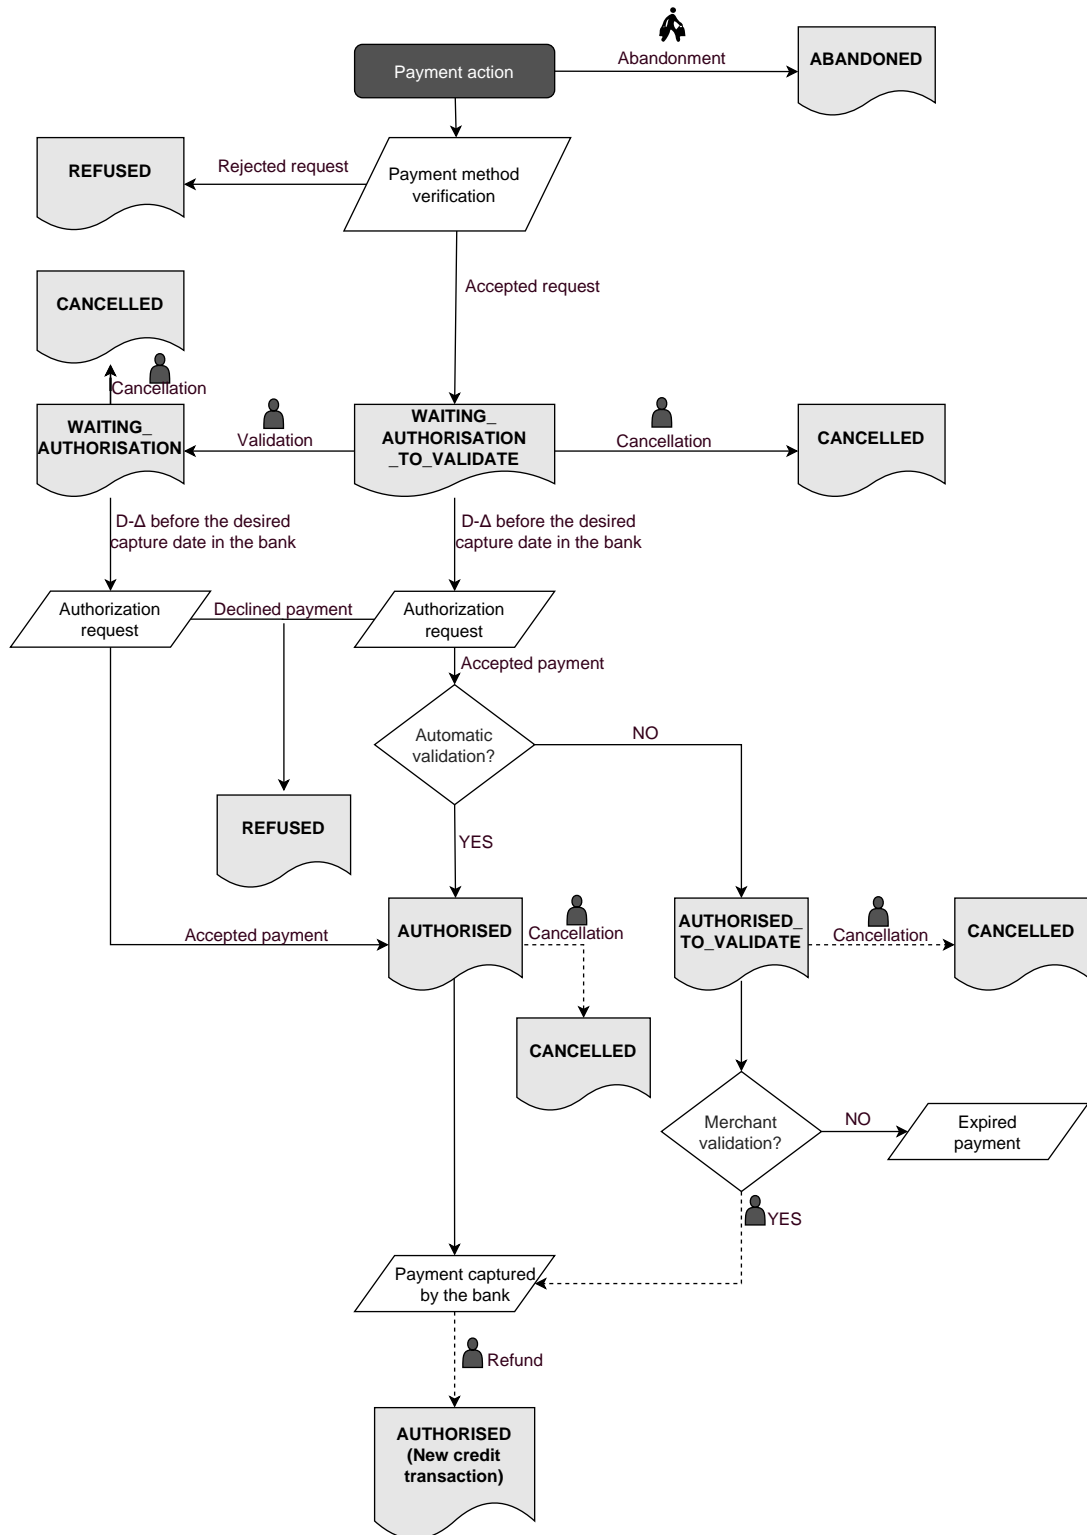 Abandonment
Payment action
ABANDONED
REFUSED
Rejected request
Payment method
verification
Accepted request
CANCELLED
Cancellation
WAITING_
AUTHORISATION
Validation
WAITING_
AUTHORISATION
_TO_VALIDATE
Cancellation
CANCELLED
D-Δ before the desired
capture date in the bank
D-Δ before the desired
capture date in the bank
Authorization
request
Declined payment
Authorization
request
Accepted payment
Automatic
validation?
NO
REFUSED
YES
AUTHORISED
Cancellation
AUTHORISED_
TO_VALIDATE
Cancellation
CANCELLED
Accepted payment
CANCELLED
Merchant
validation?
NO
Expired
payment
YES
Payment captured
by the bank
Refund
AUTHORISED
(New credit
transaction)